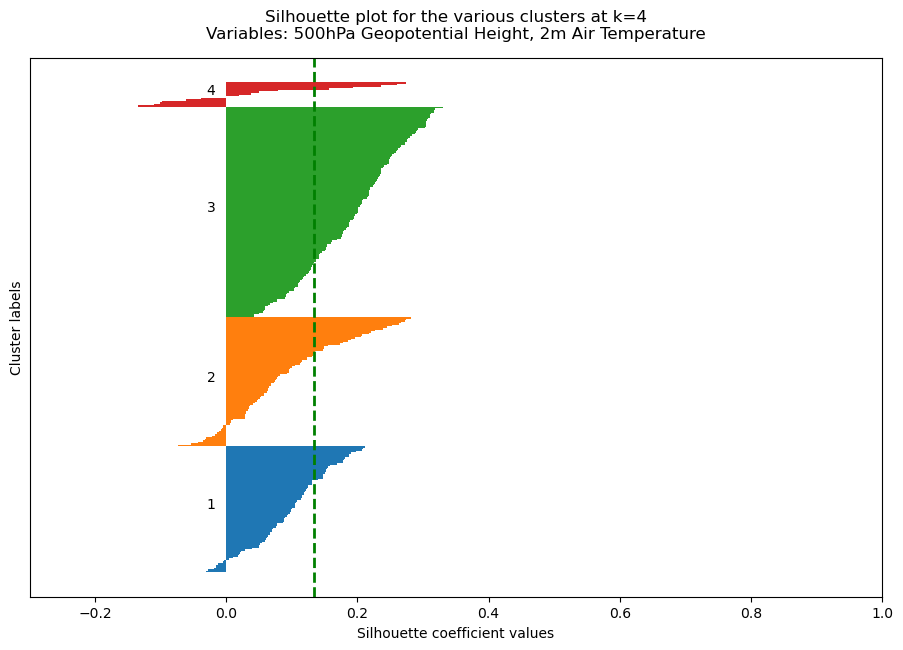 Silhouette plot for the various clusters at k=4
Variables: 500hPa Geopotential Height, 2m Air Temperature
4
3
2
1
Cluster labels
−0.2 0.0 0.2 0.4 0.6 0.8 1.0
Silhouette coefficient values